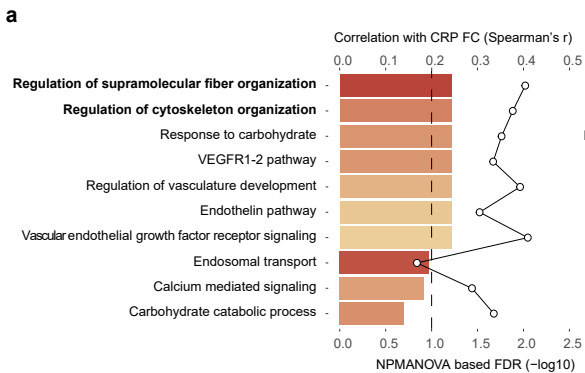 a
Correlation with CRP FC (Spearman's r)
0.0 0.1 0.2 0.3 0.4 0.5
Regulation of supramolecular fiber organization
Regulation of cytoskeleton organization
Response to carbohydrate
VEGFR1-2 pathway
Regulation of vasculature development
Endothelin pathway
Vascular endothelial growth factor receptor signaling
Endosomal transport
Calcium mediated signaling
Carbohydrate catabolic process
0.0 0.5 1.0 1.5 2.0 2.5
NPMANOVA based FDR (−log10)